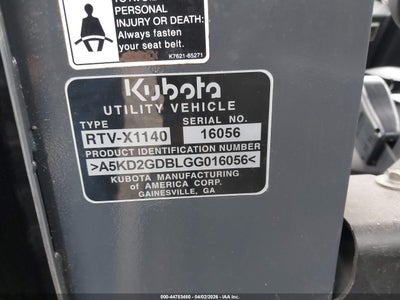 PERSONAL
INJURY OR DEATH:
Always fasten
your seat belt.
K7621-65271
Kubota
UTILITY VEHICLE
TYPE SERIAL NO.
RTV-X1140 16056
PRODUCT IDENTIFICATION NUMBER
>A5KD2GDBLGG016056<
KUBOTA MANUFACTURING
of AMERICA CORP.
GAINESVILLE, GA
000-44753460 - 04/02/2026 - IAA Inc.